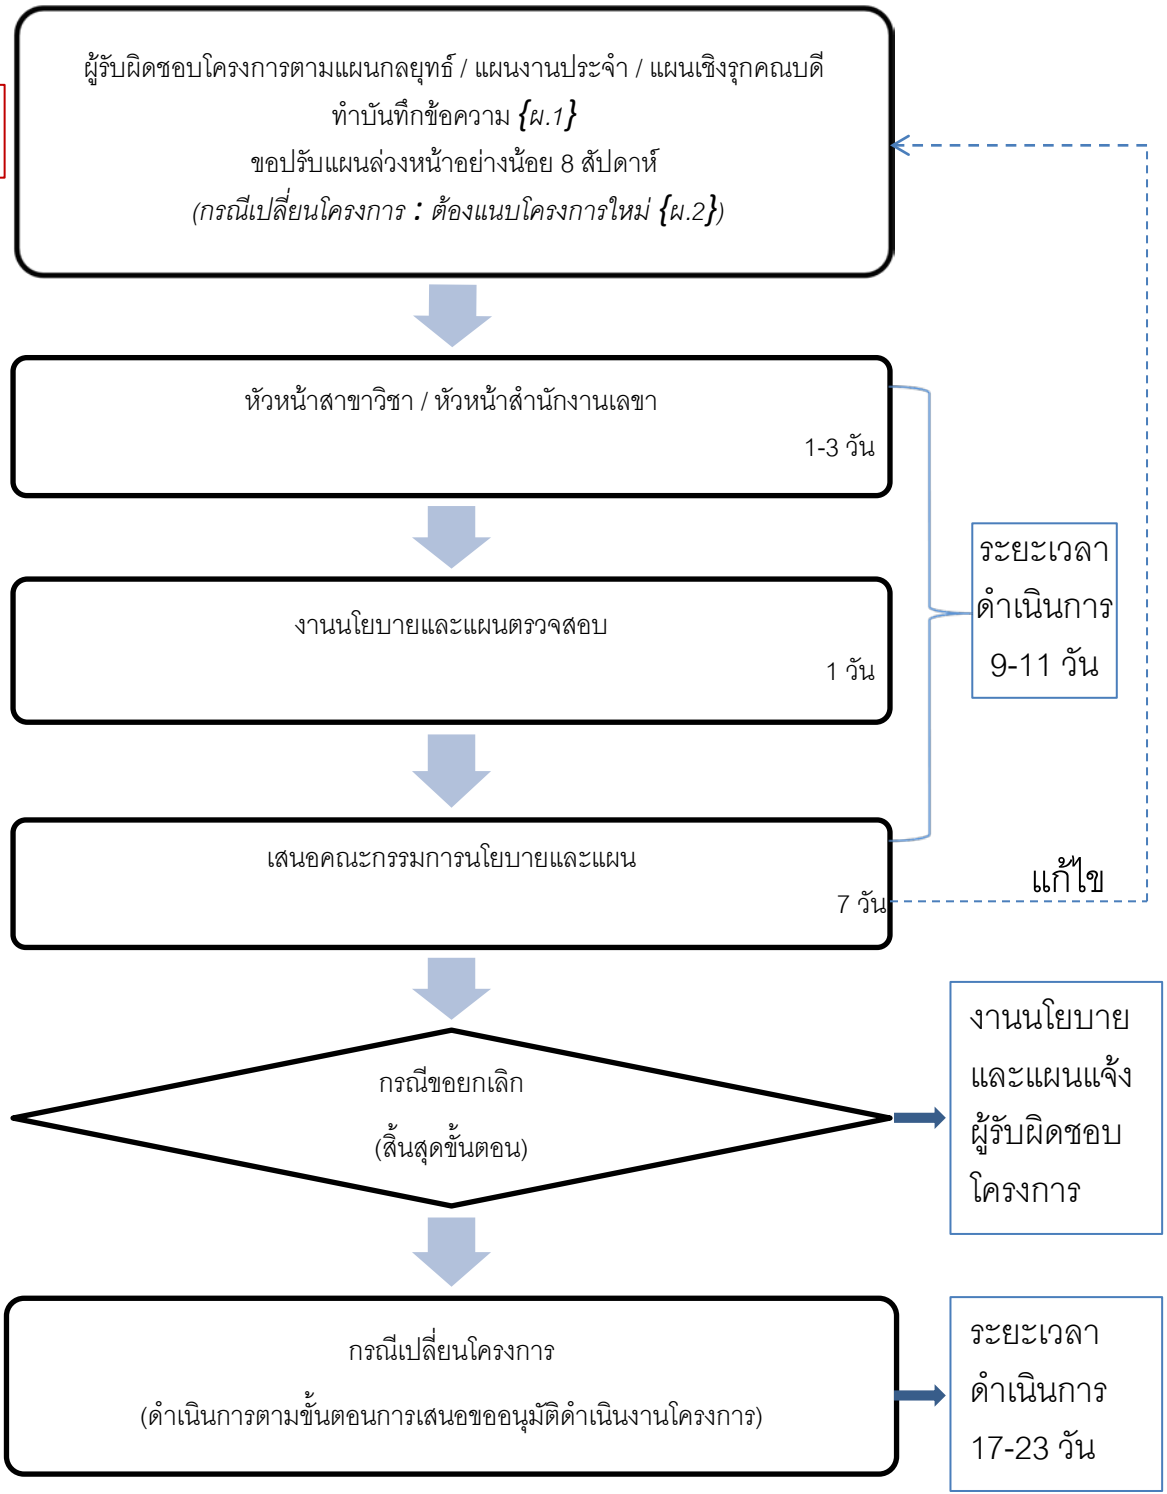 ผู้รับผิดชอบโครงการตามแผนกลยุทธ์ / แผนงานประจำ / แผนเชิงรุกคณบดี
ทำบันทึกข้อความ {ผ.1}
ขอปรับแผนล่วงหน้าอย่างน้อย 8 สัปดาห์
(กรณีเปลี่ยนโครงการ : ต้องแนบโครงการใหม่ {ผ.2})
หัวหน้าสาขาวิชา / หัวหน้าสำนักงานเลขา
1-3 วัน
งานนโยบายและแผนตรวจสอบ
1 วัน
ระยะเวลา
ดำเนินการ
9-11 วัน
เสนอคณะกรรมการนโยบายและแผน
7 วัน
แก้ไข
กรณีขอยกเลิก
(สิ้นสุดขั้นตอน)
งานนโยบาย
และแผนแจ้ง
ผู้รับผิดชอบ
โครงการ
กรณีเปลี่ยนโครงการ
(ดำเนินการตามขั้นตอนการเสนอขออนุมัติดำเนินงานโครงการ)
ระยะเวลา
ดำเนินการ
17-23 วัน